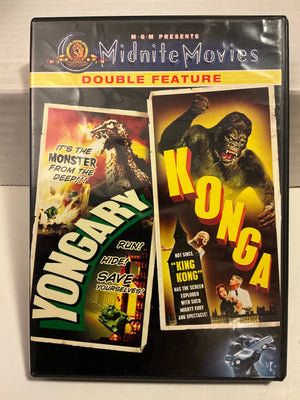 M-G-M PRESENTS
Midnite Movies
DOUBLE FEATURE
IT'S THE
MONSTER
FROM THE
DEEP!!!
YONGARY
RUN!
HIDE!
SAVE
YOURSELVES!
KONGA
NOT SINCE
"KING
KONG"
HAS THE SCREEN
EXPLODED
WITH SUCH
MIGHTY FURY
AND SPECTACLE!